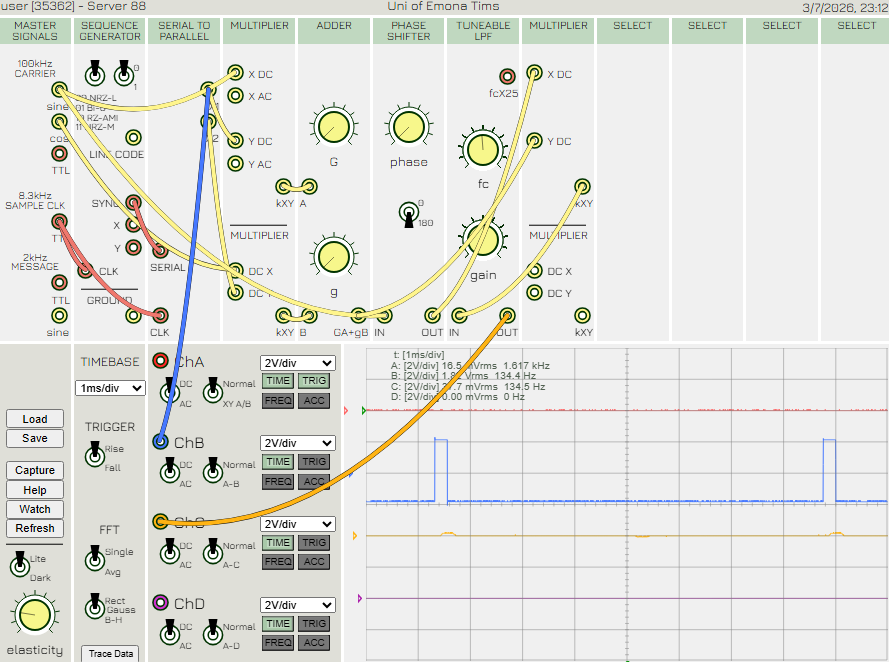 user [35362] - Server 88
Uni of Emona Tims
3/7/2026, 23:12
MASTER SIGNALS
SEQUENCE GENERATOR
SERIAL TO PARALLEL
MULTIPLIER
ADDER
PHASE SHIFTER
TUNEABLE LPF
MULTIPLIER
SELECT
SELECT
SELECT
SELECT
100kHz
CARRIER
sine
cos
TTL
8.3kHz
SAMPLE CLK
2kHz
MESSAGE
TTL
sine
0
1
LINE CODE
SYNC
X
Y
CLK
GROUND
SERIAL
CLK
X DC
X AC
Y DC
Y AC
kXY
MULTIPLIER
DC X
DC Y
kXY
G
A
g
B
GA+gB
phase
0
180
IN
OUT
fcX25
fc
gain
IN
OUT
X DC
Y DC
kXY
MULTIPLIER
DC X
DC Y
kXY
Load
Save
Capture
Help
Watch
Refresh
Lite
Dark
elasticity
TIMEBASE
1ms/div
TRIGGER
Rise
Fall
FFT
Single
Avg
Rect
Gauss
B-H
Trace Data
ChA
2V/div
DC
AC
Normal
XY A/B
TIME
TRIG
FREQ
ACC
ChB
2V/div
DC
AC
Normal
A-B
TIME
TRIG
FREQ
ACC
ChC
2V/div
DC
AC
Normal
A-C
TIME
TRIG
FREQ
ACC
ChD
2V/div
DC
AC
Normal
A-D
TIME
TRIG
FREQ
ACC
t: [1ms/div]
A: [2V/div] 16.5 mVrms 1.617 kHz
B: [2V/div] Vrms 134.4 Hz
C: [2V/div] mVrms 134.5 Hz
D: [2V/div] 0.00 mVrms 0 Hz